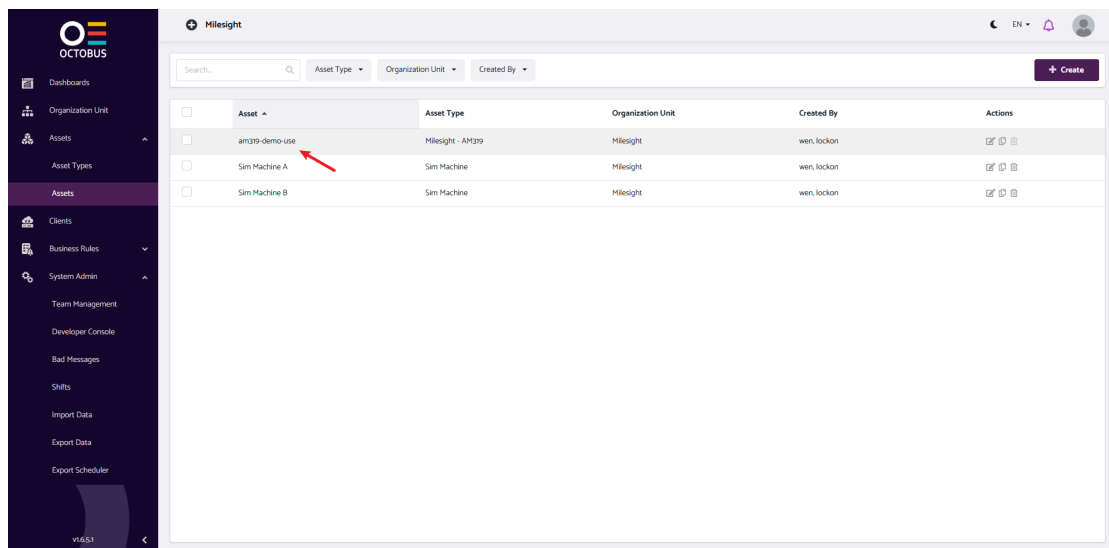 OCTOBUS
Dashboards
Organization Unit
Assets
Asset Types
Assets
Clients
Business Rules
System Admin
Team Management
Developer Console
Bad Messages
Shifts
Import Data
Export Data
Export Scheduler
v1.6.5.1
Milesight
EN
Search...
Asset Type
Organization Unit
Created By
+ Create
Asset Asset Type Organization Unit Created By Actions
am319-demo-use Milesight - AM319 Milesight wen, lockon
Sim Machine A Sim Machine Milesight wen, lockon
Sim Machine B Sim Machine Milesight wen, lockon